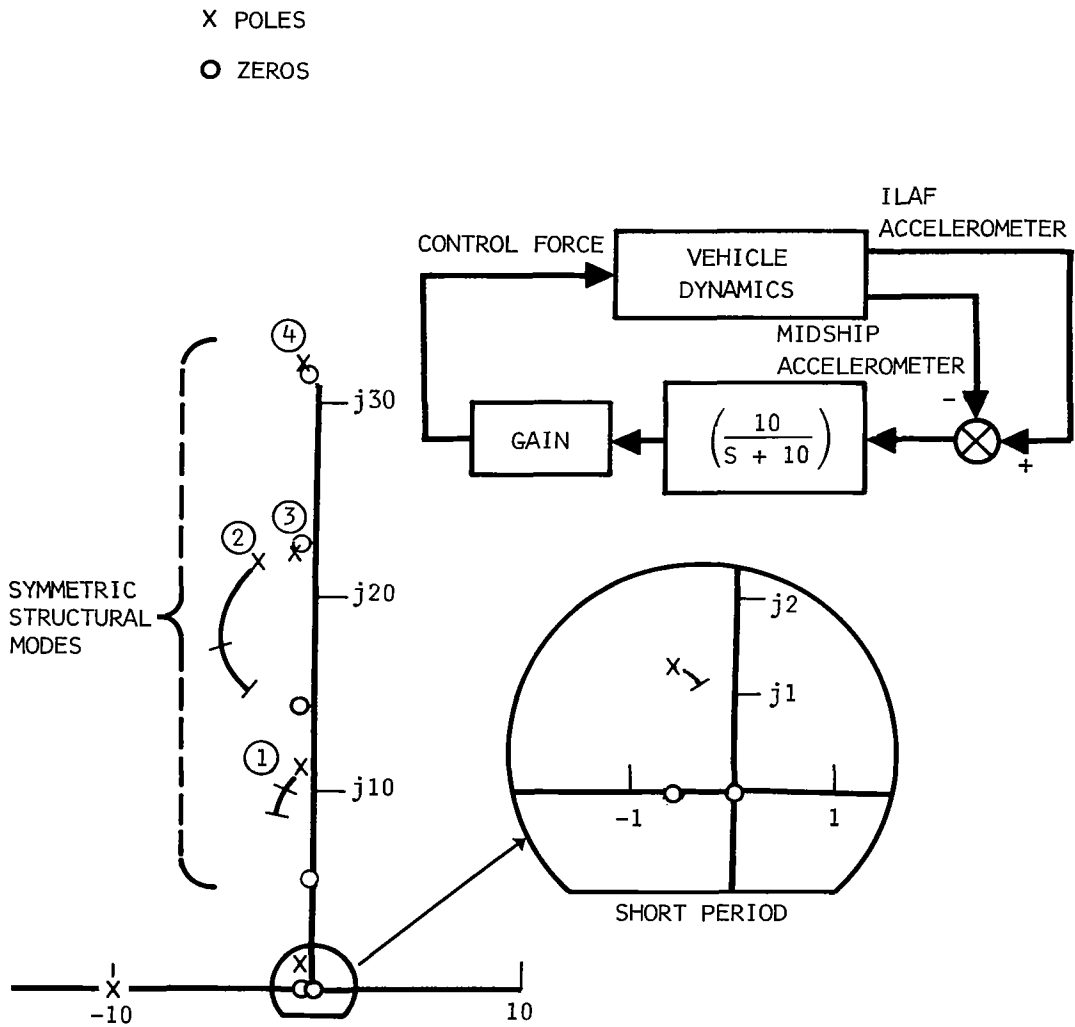 X POLES
O ZEROS
ILAF
ACCELEROMETER
CONTROL FORCE
VEHICLE
DYNAMICS
MIDSHIP
ACCELEROMETER
-
+
GAIN
(10 / S + 10)
4
j30
3
2
SYMMETRIC
STRUCTURAL
MODES
j20
1
j10
j2
X
j1
-1
1
SHORT PERIOD
X
X
-10
10